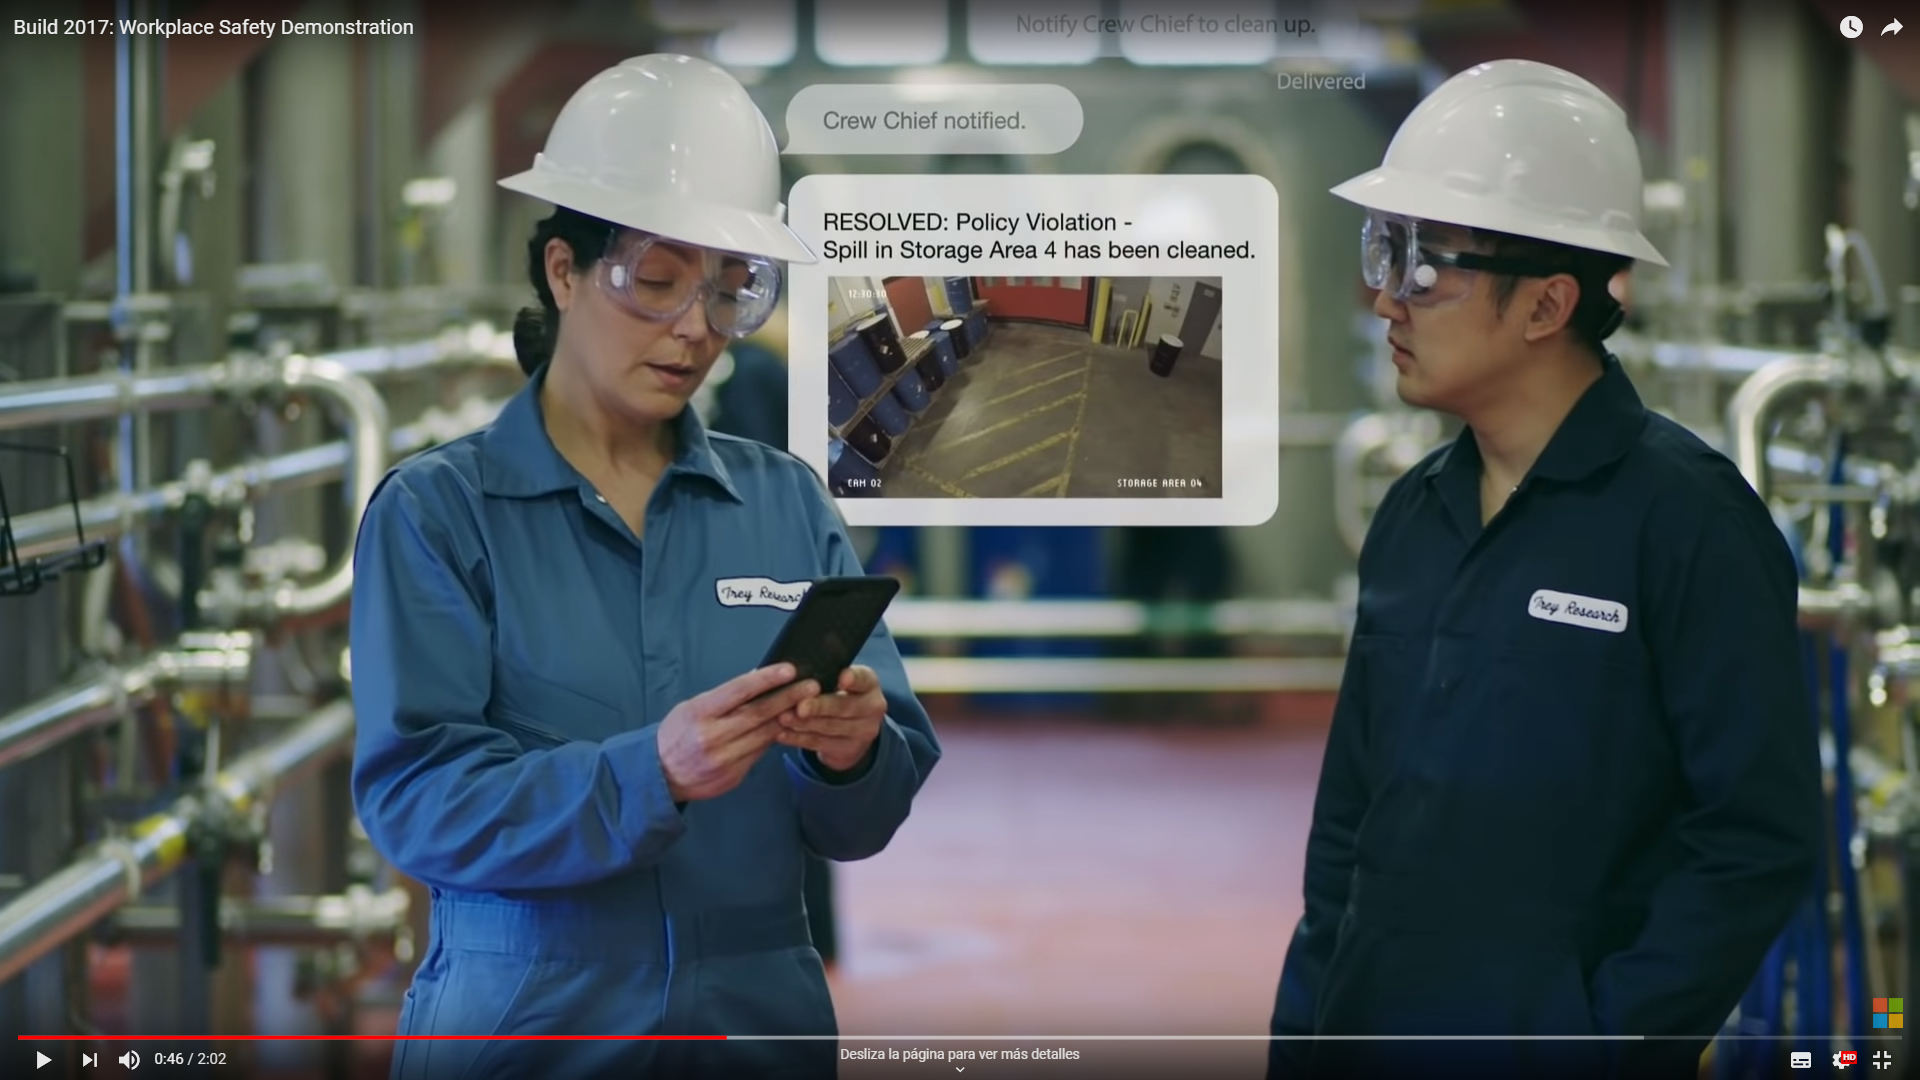 Build 2017: Workplace Safety Demonstration
Notify Crew Chief to clean up.
Delivered
Crew Chief notified.
RESOLVED: Policy Violation -
Spill in Storage Area 4 has been cleaned.
12:30:30
CAM 02
STORAGE AREA 04
Trey Research
Trey Research
0:46 / 2:02
Desliza la página para ver más detalles
HD